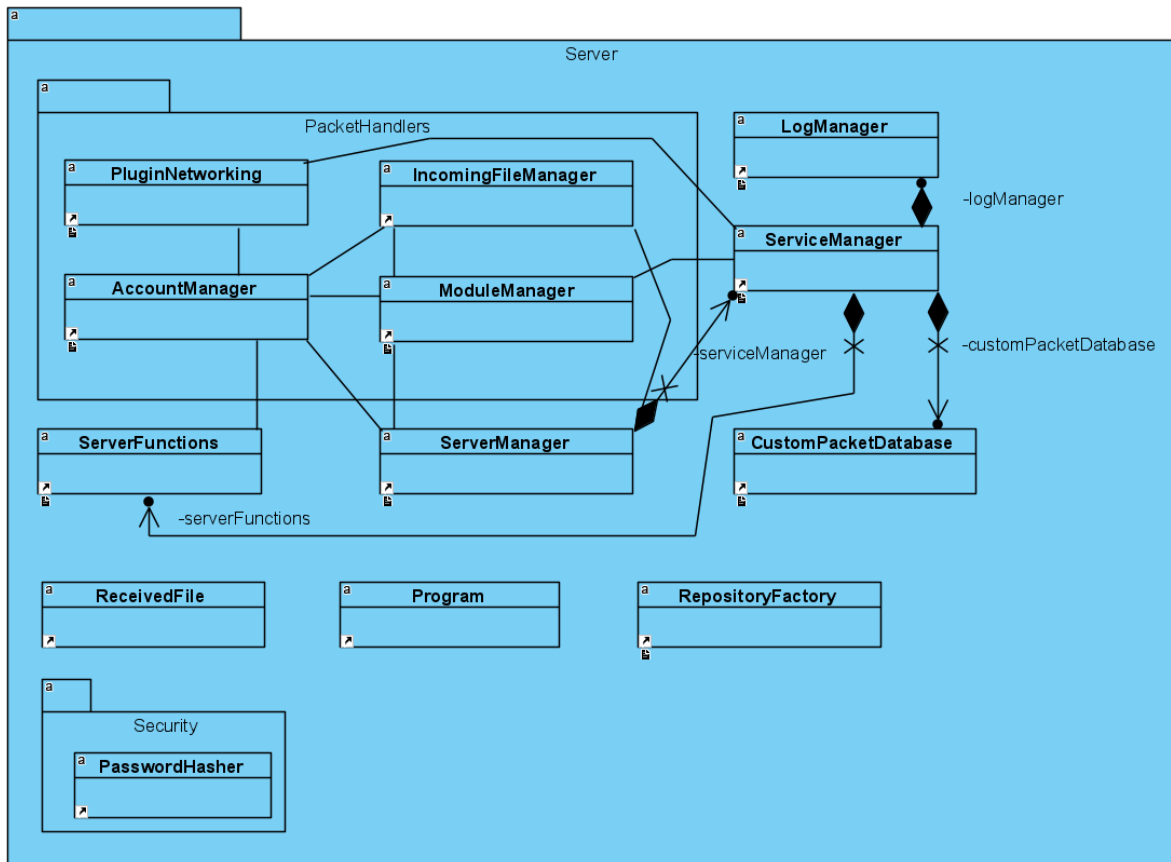 a
Server
a
PacketHandlers
a
PluginNetworking
a
IncomingFileManager
a
LogManager
-logManager
a
ServiceManager
a
AccountManager
a
ModuleManager
-serviceManager
-customPacketDatabase
a
ServerFunctions
a
ServerManager
a
CustomPacketDatabase
-serverFunctions
a
ReceivedFile
a
Program
a
RepositoryFactory
a
Security
a
PasswordHasher